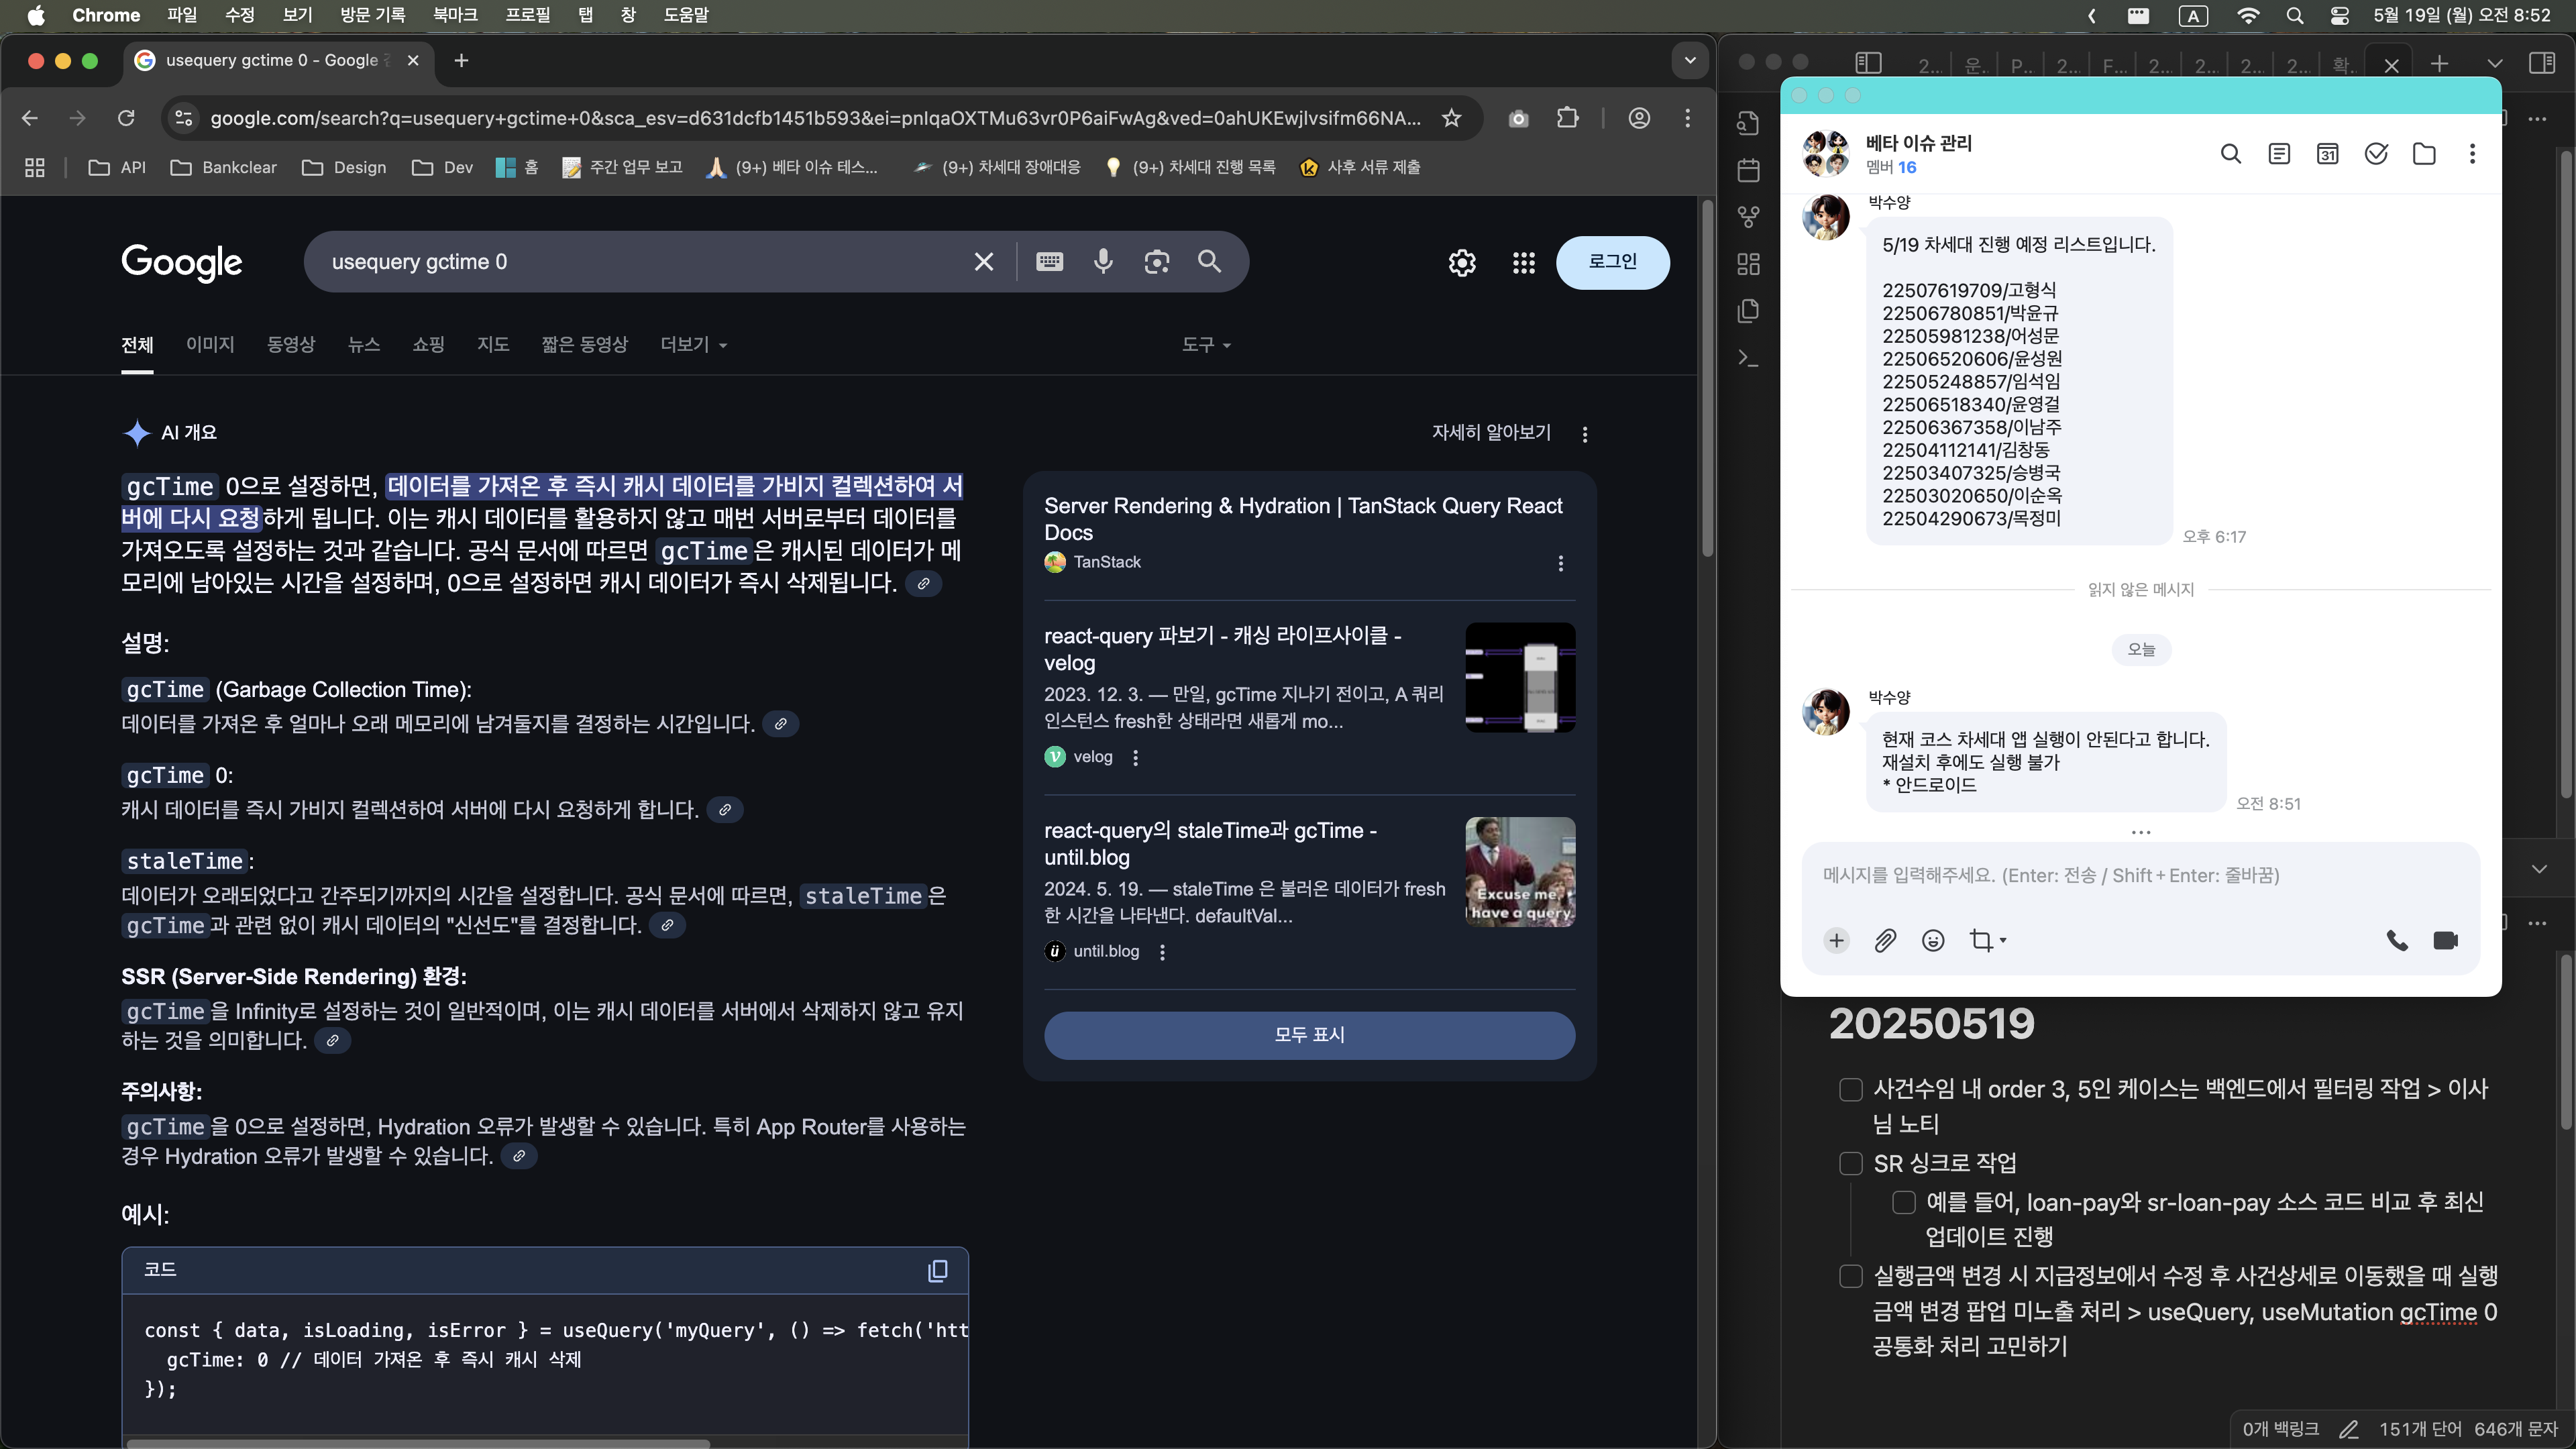 Chrome 파일 수정 보기 방문 기록 북마크 프로필 탭 창 도움말
A 5월 19일 (월) 오전 8:52
usequery gctime 0 - Google
google.com/search?q=usequery+gctime+0&sca_esv=d631dcfb1451b593&ei=pnIqaOXTMu63vr0P6aiFwAg&ved=0ahUKEwjlvsifm66NA...
API Bankclear Design Dev 홈 주간 업무 보고 (9+) 베타 이슈 테스... (9+) 차세대 장애대응 (9+) 차세대 진행 목록 사후 서류 제출
Google
usequery gctime 0
로그인
전체 이미지 동영상 뉴스 쇼핑 지도 짧은 동영상 더보기 도구
AI 개요
자세히 알아보기
gcTime 0으로 설정하면, 데이터를 가져온 후 즉시 캐시 데이터를 가비지 컬렉션하여 서
버에 다시 요청하게 됩니다. 이는 캐시 데이터를 활용하지 않고 매번 서버로부터 데이터를
가져오도록 설정하는 것과 같습니다. 공식 문서에 따르면 gcTime은 캐시된 데이터가 메
모리에 남아있는 시간을 설정하며, 0으로 설정하면 캐시 데이터가 즉시 삭제됩니다.
설명:
gcTime (Garbage Collection Time):
데이터를 가져온 후 얼마나 오래 메모리에 남겨둘지를 결정하는 시간입니다.
gcTime 0:
캐시 데이터를 즉시 가비지 컬렉션하여 서버에 다시 요청하게 합니다.
staleTime:
데이터가 오래되었다고 간주되기까지의 시간을 설정합니다. 공식 문서에 따르면, staleTime은
gcTime과 관련 없이 캐시 데이터의 "신선도"를 결정합니다.
SSR (Server-Side Rendering) 환경:
gcTime을 Infinity로 설정하는 것이 일반적이며, 이는 캐시 데이터를 서버에서 삭제하지 않고 유지
하는 것을 의미합니다.
주의사항:
gcTime을 0으로 설정하면, Hydration 오류가 발생할 수 있습니다. 특히 App Router를 사용하는
경우 Hydration 오류가 발생할 수 있습니다.
예시:
코드
const { data, isLoading, isError } = useQuery('myQuery', () => fetch('htt
gcTime: 0 // 데이터 가져온 후 즉시 캐시 삭제
});
Server Rendering & Hydration | TanStack Query React
Docs
TanStack
react-query 파보기 - 캐싱 라이프사이클 -
velog
2023. 12. 3. — 만일, gcTime 지나기 전이고, A 쿼리
인스턴스 fresh한 상태라면 새롭게 mo...
velog
react-query의 staleTime과 gcTime -
until.blog
2024. 5. 19. — staleTime 은 불러온 데이터가 fresh
한 시간을 나타낸다. defaultVal...
Excuse me,
I have a query.
until.blog
모두 표시
2... 운. P.. 2... F... 2... 2... 2... 2... 확.
베타 이슈 관리
멤버 16
31
박수양
5/19 차세대 진행 예정 리스트입니다.
22507619709/고형식
22506780851/박윤규
22505981238/어성문
22506520606/윤성원
22505248857/임석임
22506518340/윤영걸
22506367358/이남주
22504112141/김창동
22503407325/승병국
22503020650/이순옥
22504290673/목정미
오후 6:17
읽지 않은 메시지
오늘
박수양
현재 코스 차세대 앱 실행이 안된다고 합니다.
재설치 후에도 실행 불가
* 안드로이드
오전 8:51
메시지를 입력해주세요. (Enter: 전송 / Shift + Enter: 줄바꿈)
20250519
사건수임 내 order 3, 5인 케이스는 백엔드에서 필터링 작업 > 이사
님 노티
SR 싱크로 작업
예를 들어, loan-pay와 sr-loan-pay 소스 코드 비교 후 최신
업데이트 진행
실행금액 변경 시 지급정보에서 수정 후 사건상세로 이동했을 때 실행
금액 변경 팝업 미노출 처리 > useQuery, useMutation gcTime 0
공통화 처리 고민하기
0개 백링크 151개 단어 646개 문자